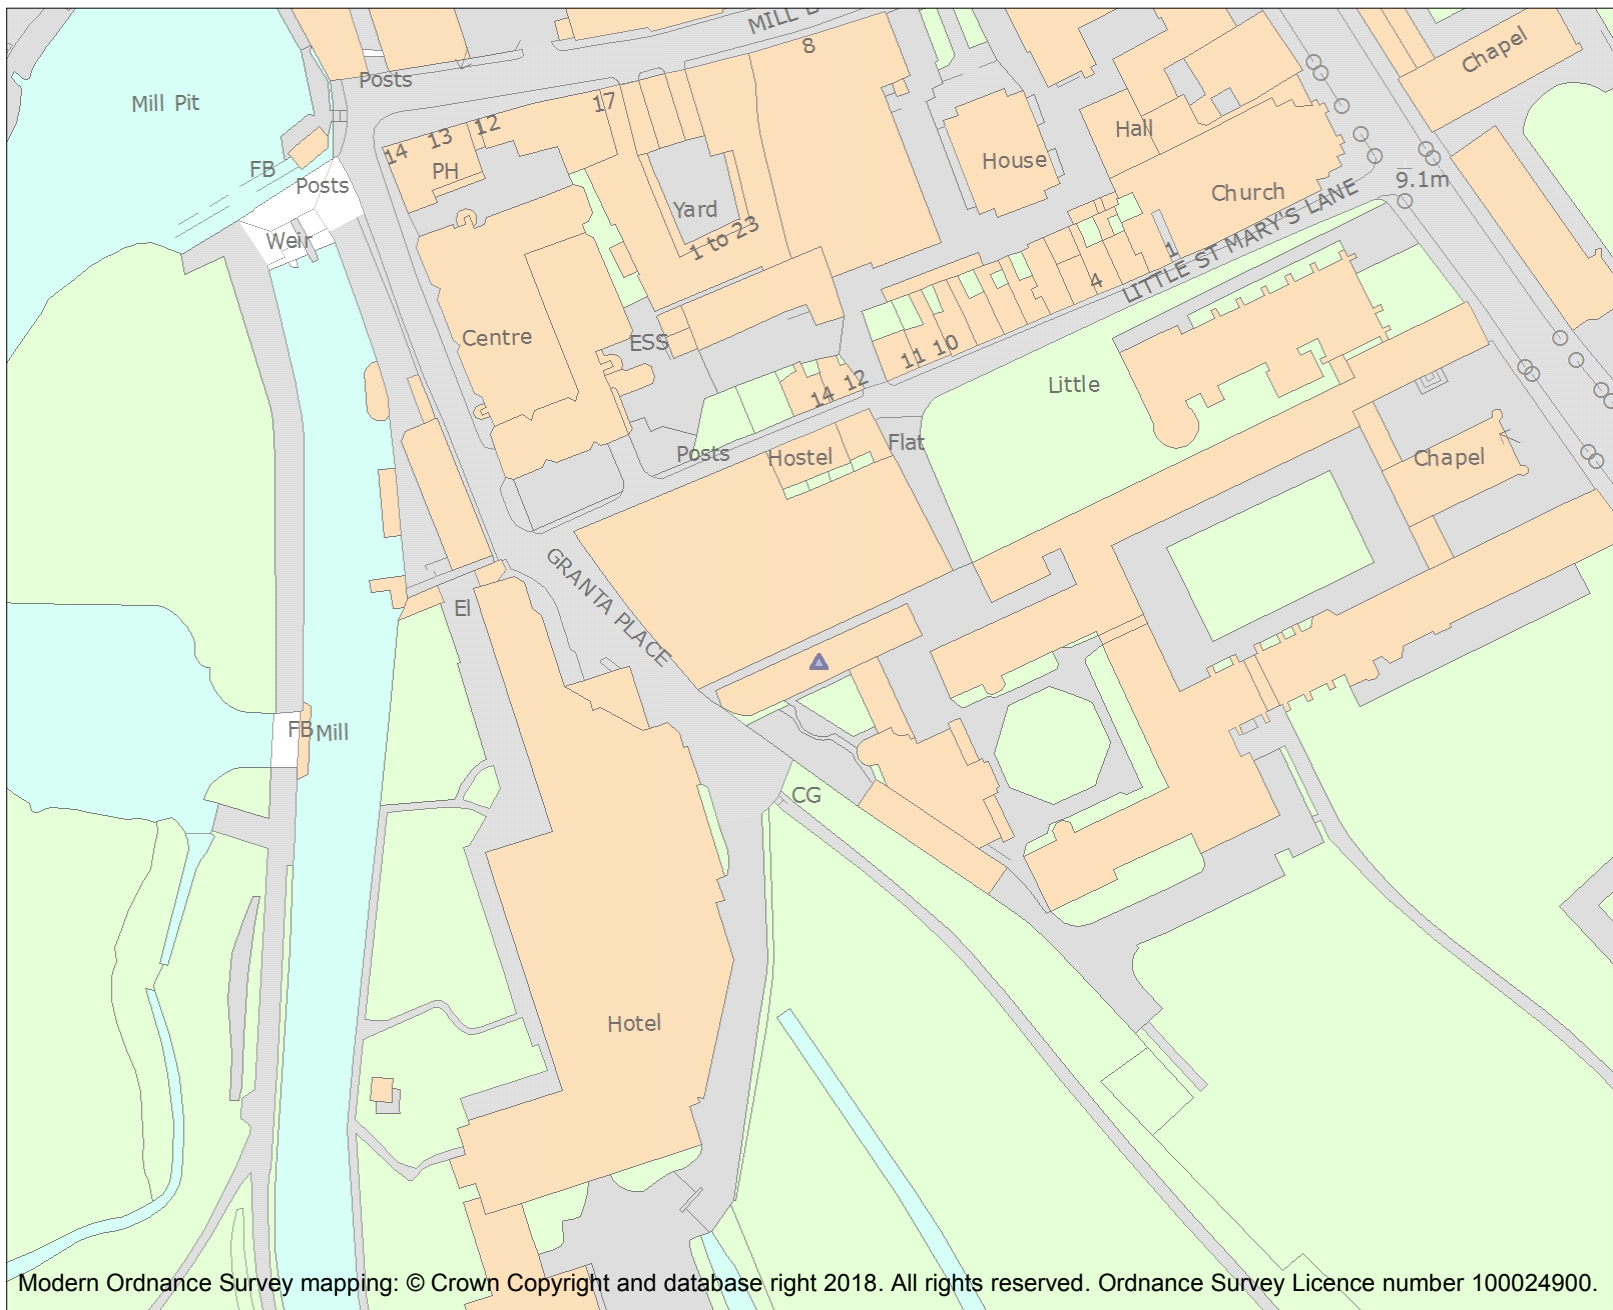 MILL
8
Chapel
Posts
Mill Pit
17
12
13
14
PH
Hall
House
FB
Posts
9.1m
Church
Yard
1 to 23
Weir
1
LITTLE ST MARY'S LANE
4
Centre
ESS
11 10
Little
14 12
Flat
Posts
Hostel
Chapel
GRANTA PLACE
El
FB
Mill
CG
Hotel
Modern Ordnance Survey mapping: © Crown Copyright and database right 2018. All rights reserved. Ordnance Survey Licence number 100024900.